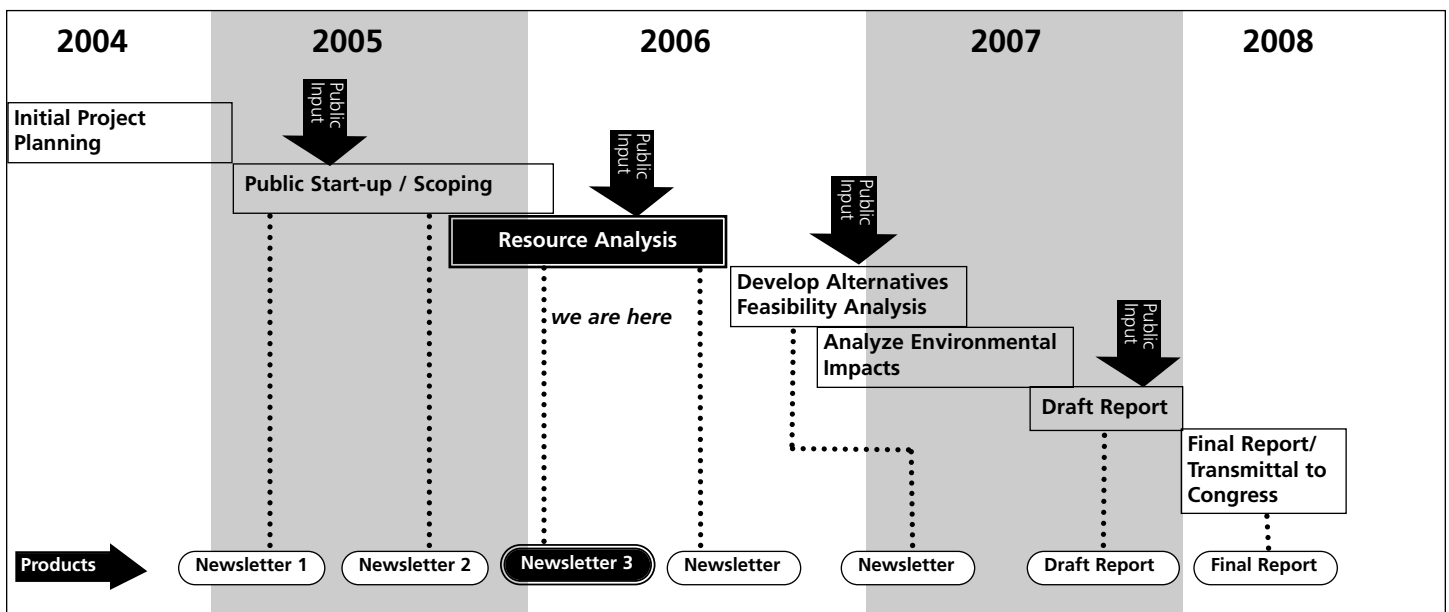 2004 2005 2006 2007 2008
Public
Input
Initial Project
Planning
Public
Input
Public Start-up / Scoping
Public
Input
Resource Analysis
Develop Alternatives
Feasibility Analysis
we are here
Public
Input
Analyze Environmental
Impacts
Draft Report
Final Report/
Transmittal to
Congress
Products
Newsletter 1
Newsletter 2
Newsletter 3
Newsletter
Newsletter
Draft Report
Final Report